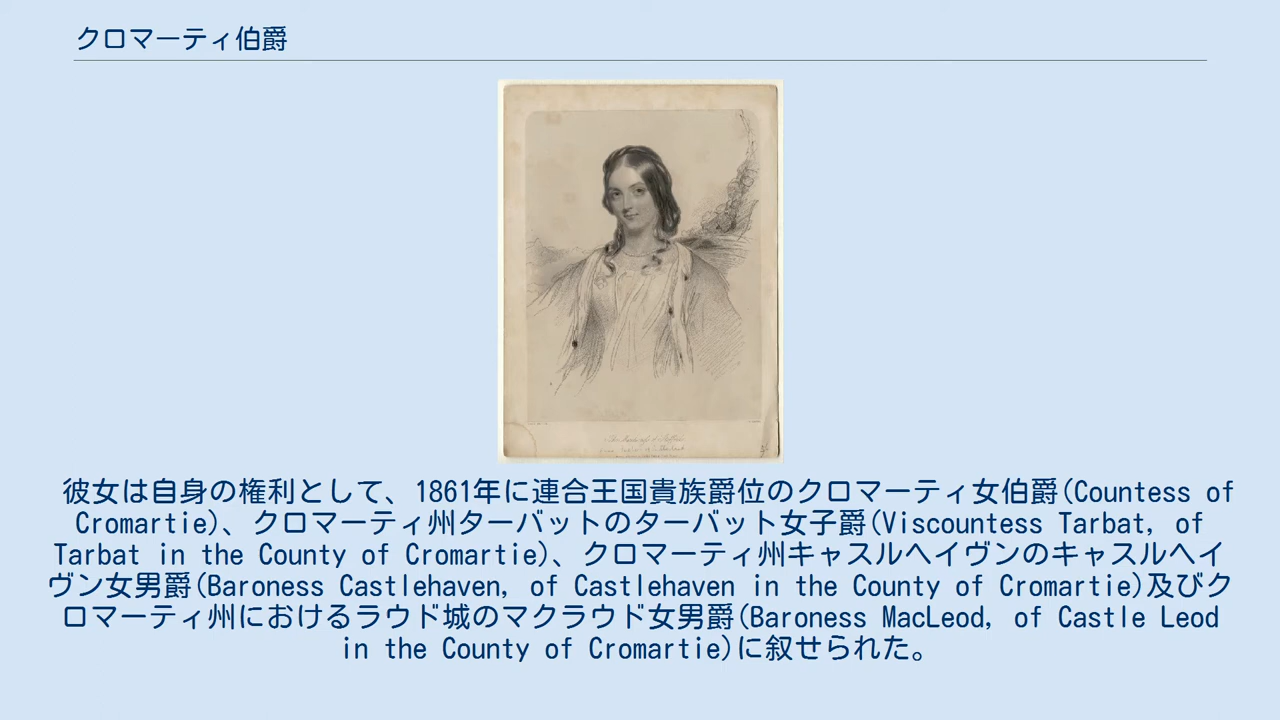 クロマーティ伯爵
彼女は自身の権利として、1861年に連合王国貴族爵位のクロマーティ女伯爵(Countess of
Cromartie)、クロマーティ州ターバットのターバット女子爵(Viscountess Tarbat, of
Tarbat in the County of Cromartie)、クロマーティ州キャスルヘイヴンのキャスルヘイ
ヴン女男爵(Baroness Castlehaven, of Castlehaven in the County of Cromartie)及びク
ロマーティ州におけるラウド城のマクラウド女男爵(Baroness MacLeod, of Castle Leod
in the County of Cromartie)に叙せられた。